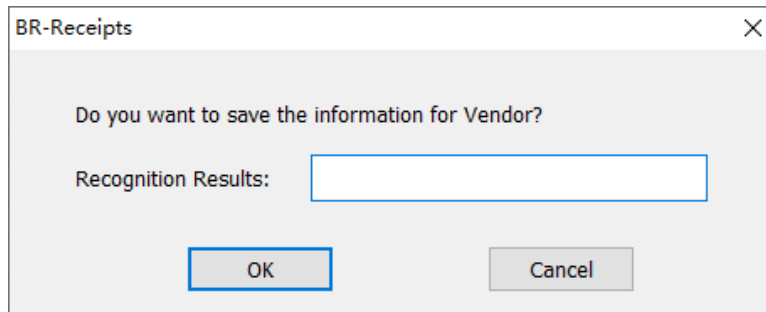 BR-Receipts
Do you want to save the information for Vendor?
Recognition Results:
OK Cancel